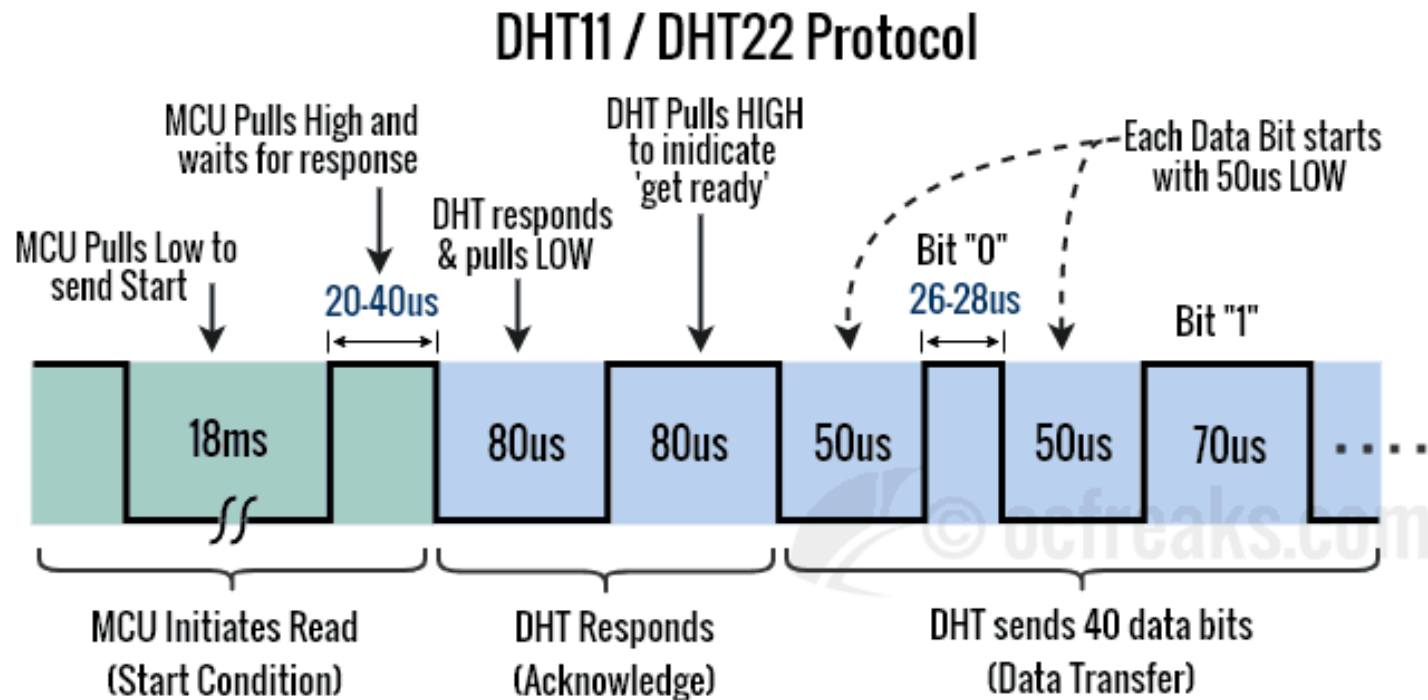 DHT11 / DHT22 Protocol
MCU Pulls High and
waits for response
DHT Pulls HIGH
to inidicate
'get ready'
Each Data Bit starts
with 50us LOW
MCU Pulls Low to
send Start
DHT responds
& pulls LOW
20-40us
Bit "0"
26-28us
Bit "1"
18ms
80us
80us
50us
50us
70us
© ocfreaks.com
MCU Initiates Read
(Start Condition)
DHT Responds
(Acknowledge)
DHT sends 40 data bits
(Data Transfer)